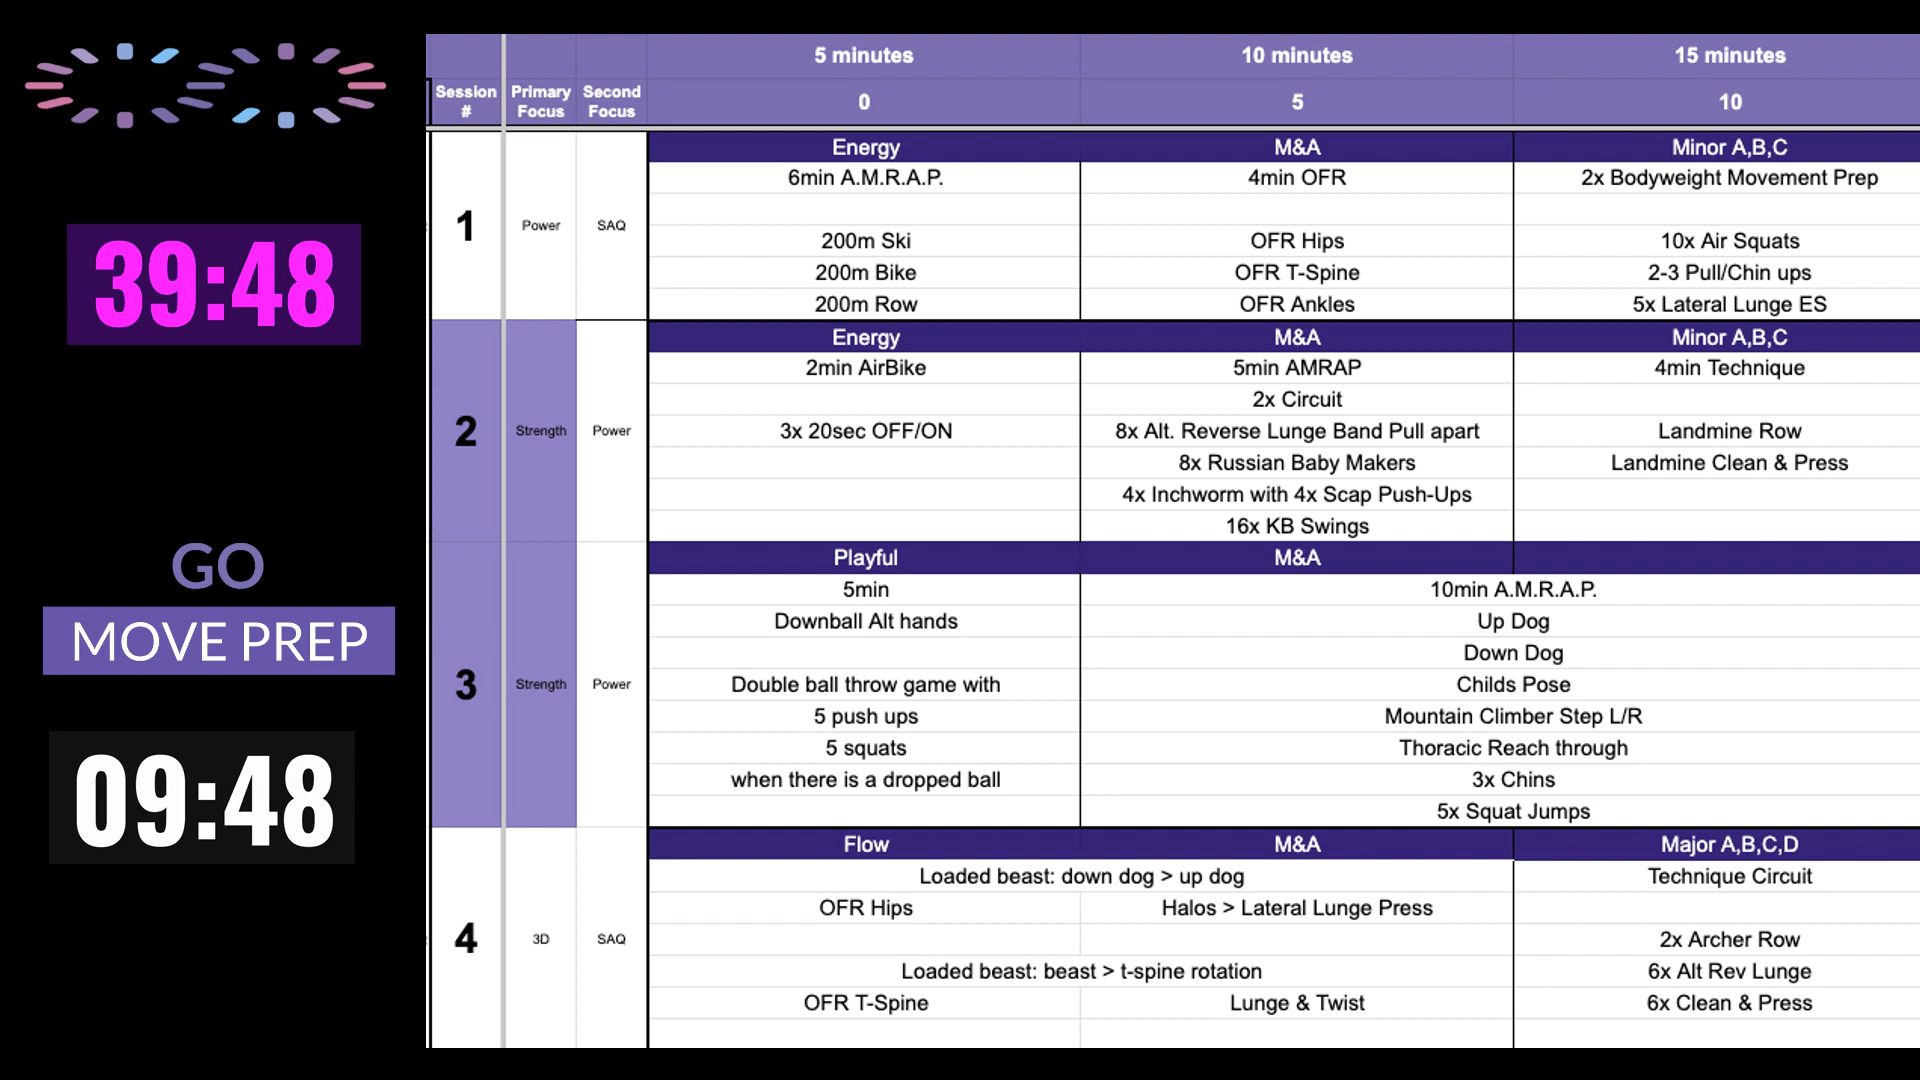 39:48
GO
MOVE PREP
09:48
5 minutes 10 minutes 15 minutes
Session # Primary Focus Second Focus 0 5 10
Energy M&A Minor A,B,C
6min A.M.R.A.P. 4min OFR 2x Bodyweight Movement Prep
1 Power SAQ
200m Ski OFR Hips 10x Air Squats
200m Bike OFR T-Spine 2-3 Pull/Chin ups
200m Row OFR Ankles 5x Lateral Lunge ES
Energy M&A Minor A,B,C
2min AirBike 5min AMRAP 4min Technique
2x Circuit
2 Strength Power 3x 20sec OFF/ON 8x Alt. Reverse Lunge Band Pull apart Landmine Row
8x Russian Baby Makers Landmine Clean & Press
4x Inchworm with 4x Scap Push-Ups
16x KB Swings
Playful M&A
5min 10min A.M.R.A.P.
Downball Alt hands Up Dog
Down Dog
3 Strength Power Double ball throw game with Childs Pose
5 push ups Mountain Climber Step L/R
5 squats Thoracic Reach through
when there is a dropped ball 3x Chins
5x Squat Jumps
Flow M&A Major A,B,C,D
Loaded beast: down dog > up dog Technique Circuit
OFR Hips Halos > Lateral Lunge Press
4 3D SAQ 2x Archer Row
Loaded beast: beast > t-spine rotation 6x Alt Rev Lunge
OFR T-Spine Lunge & Twist 6x Clean & Press